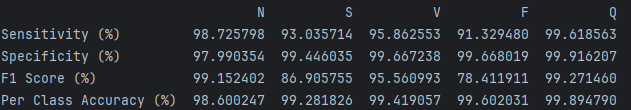 N S V F Q
Sensitivity (%) 98.725798 93.035714 95.862553 91.329480 99.618563
Specificity (%) 97.990354 99.446035 99.667238 99.668019 99.916207
F1 Score (%) 99.152402 86.905755 95.560993 78.411911 99.271460
Per Class Accuracy (%) 98.600247 99.281826 99.419057 99.602031 99.894790